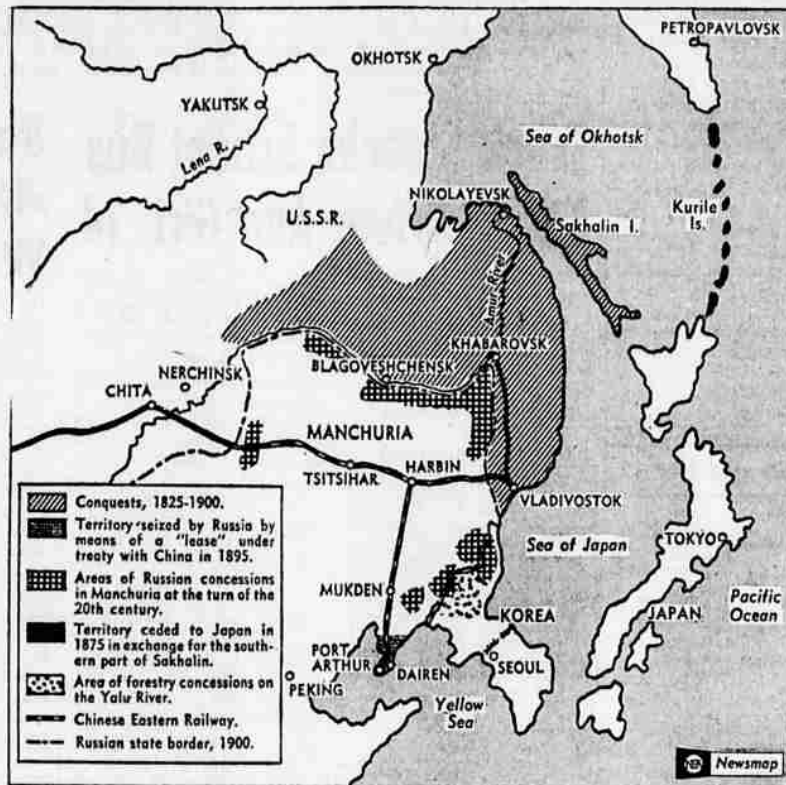 PETROPAVLOVSK
OKHOTSK
YAKUTSK
Sea of Okhotsk
Lena R.
NIKOLAYEVSK
U.S.S.R.
Sakhalin I.
Kurile
Is.
Amur River
KHABAROVSK
BLAGOVESHCHENSK
NERCHINSK
CHITA
MANCHURIA
TSITSIHAR
HARBIN
VLADIVOSTOK
Conquests, 1825-1900.
Territory seized by Russia by
means of a "lease" under
treaty with China in 1895.
Areas of Russian concessions
in Manchuria at the turn of the
20th century.
Territory ceded to Japan in
1875 in exchange for the south-
ern part of Sakhalin.
Area of forestry concessions on
the Yalu River.
Chinese Eastern Railway.
Russian state border, 1900.
Sea of Japan
TOKYO
MUKDEN
Pacific
Ocean
KOREA
JAPAN
PORT
ARTHUR
DAIREN
SEOUL
PEKING
Yellow
Sea
NEA Newsmap